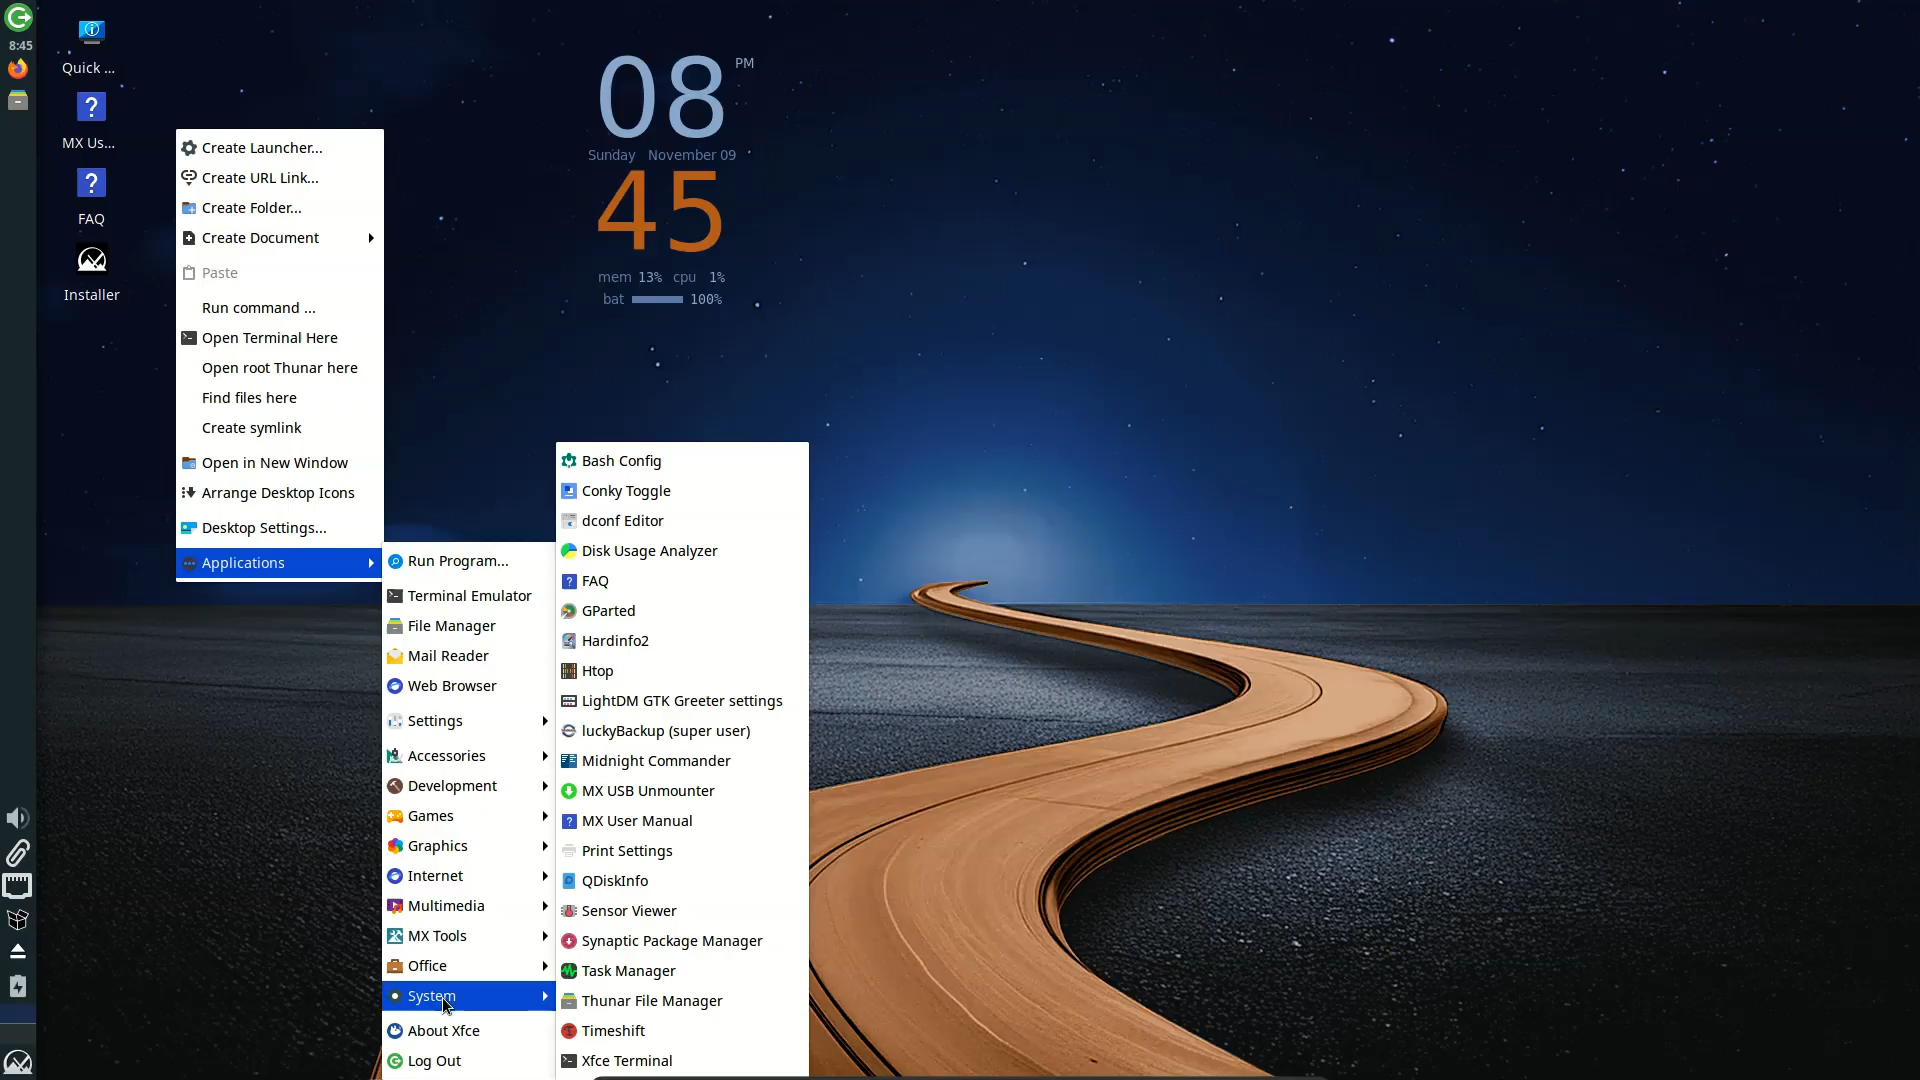 8:45
Quick ...
MX Us...
FAQ
Installer
08 PM
Sunday November 09
45
mem 13% cpu 1%
bat 100%
Create Launcher...
Create URL Link...
Create Folder...
Create Document
Paste
Run command ...
Open Terminal Here
Open root Thunar here
Find files here
Create symlink
Open in New Window
Arrange Desktop Icons
Desktop Settings...
Applications
Run Program...
Terminal Emulator
File Manager
Mail Reader
Web Browser
Settings
Accessories
Development
Games
Graphics
Internet
Multimedia
MX Tools
Office
System
About Xfce
Log Out
Bash Config
Conky Toggle
dconf Editor
Disk Usage Analyzer
FAQ
GParted
Hardinfo2
Htop
LightDM GTK Greeter settings
luckyBackup (super user)
Midnight Commander
MX USB Unmounter
MX User Manual
Print Settings
QDiskInfo
Sensor Viewer
Synaptic Package Manager
Task Manager
Thunar File Manager
Timeshift
Xfce Terminal